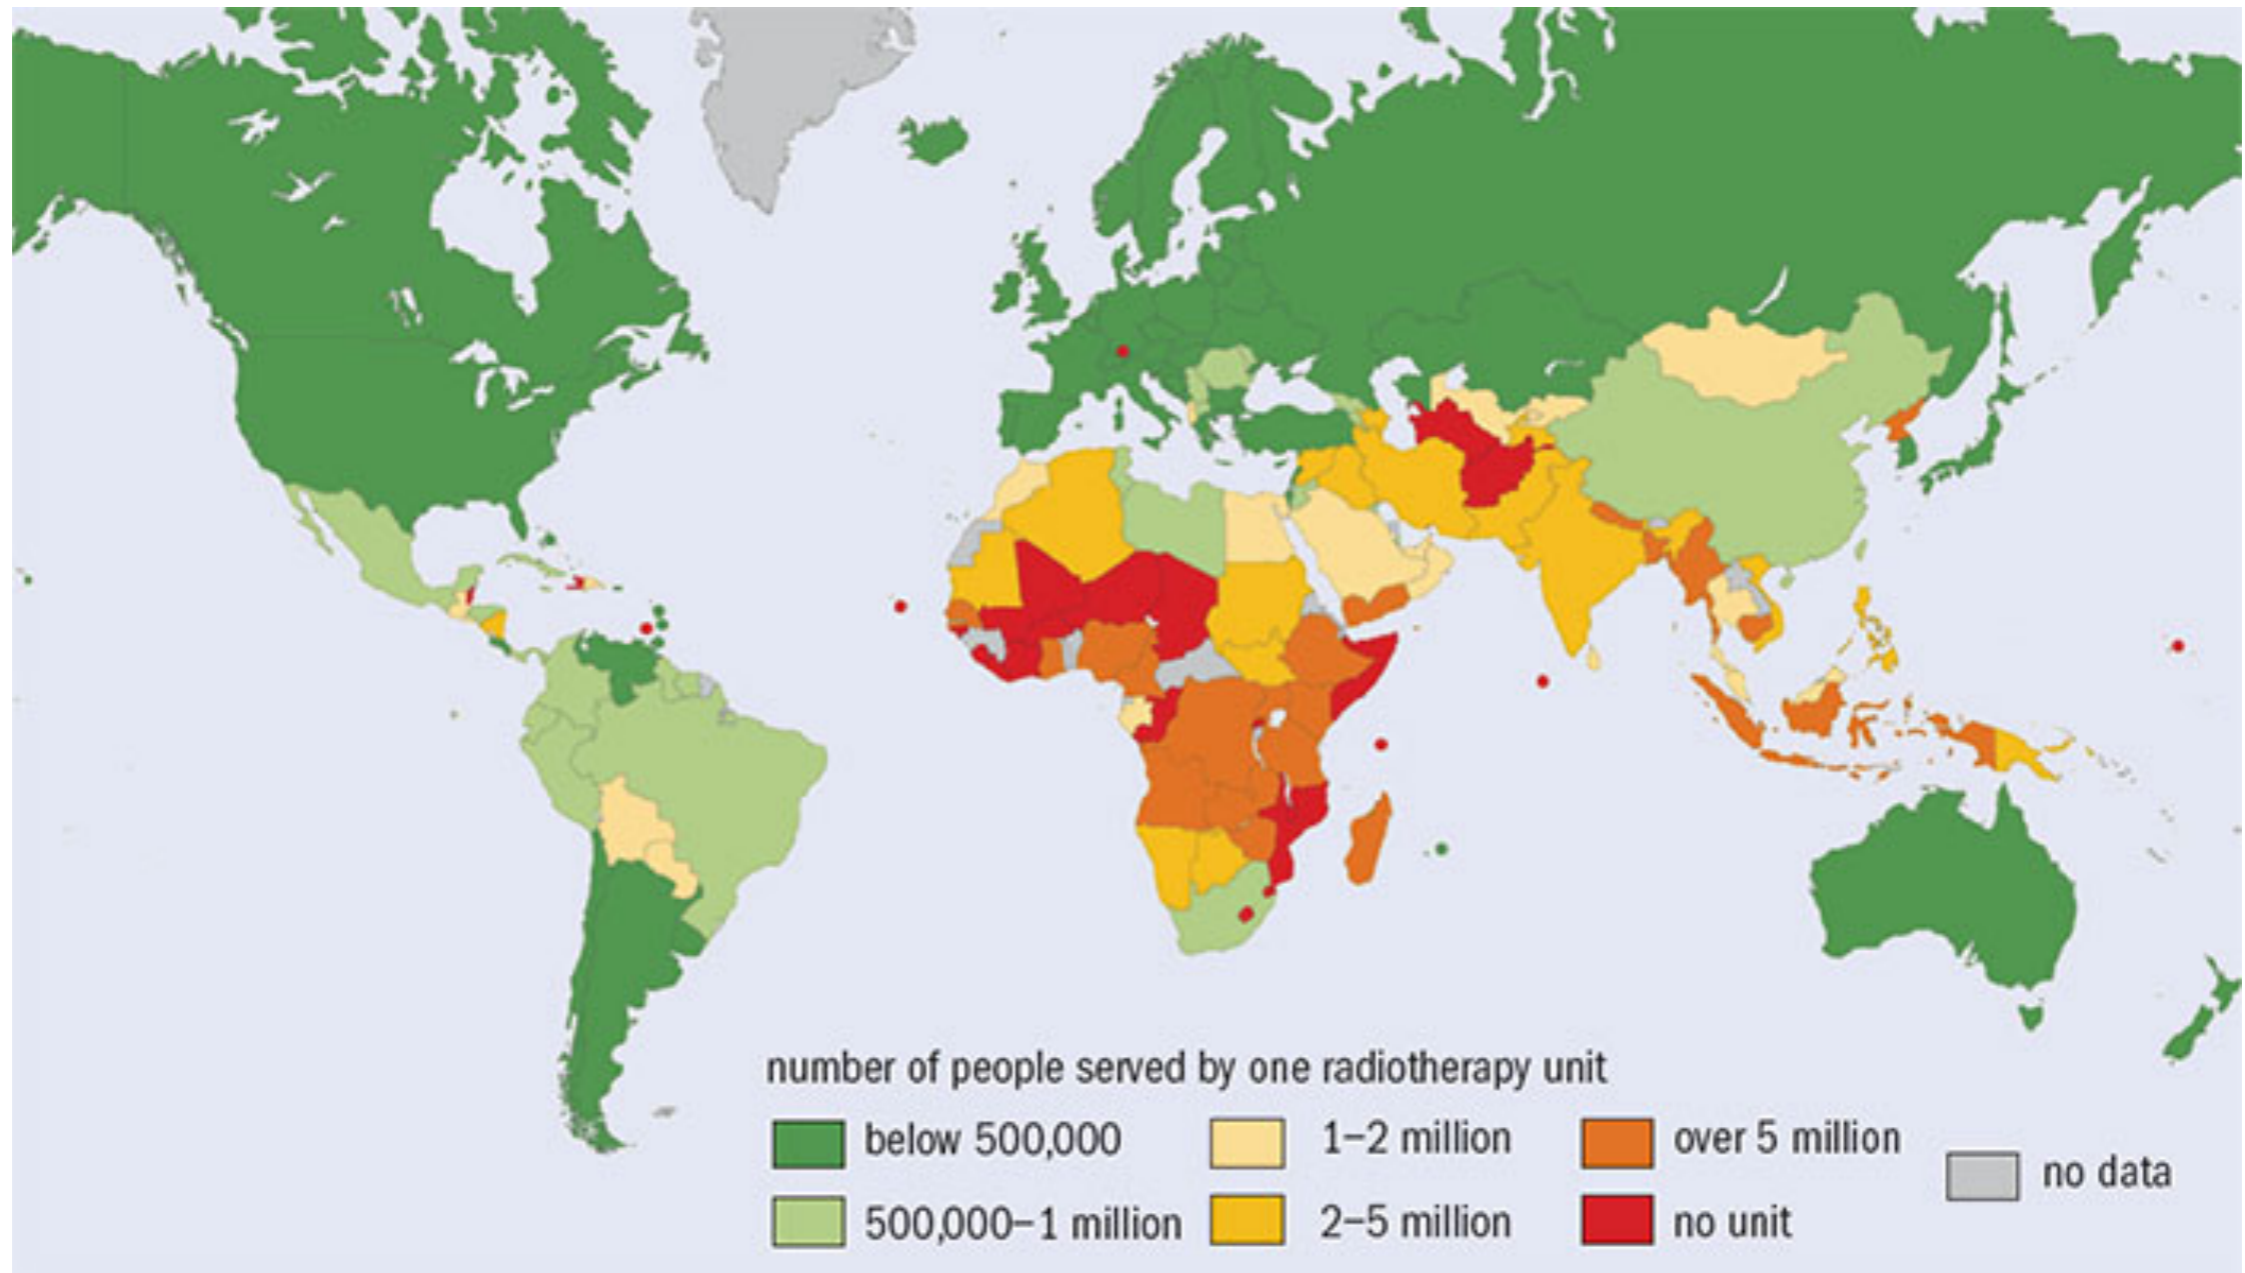 number of people served by one radiotherapy unit
below 500,000
1–2 million
over 5 million
no data
500,000–1 million
2–5 million
no unit